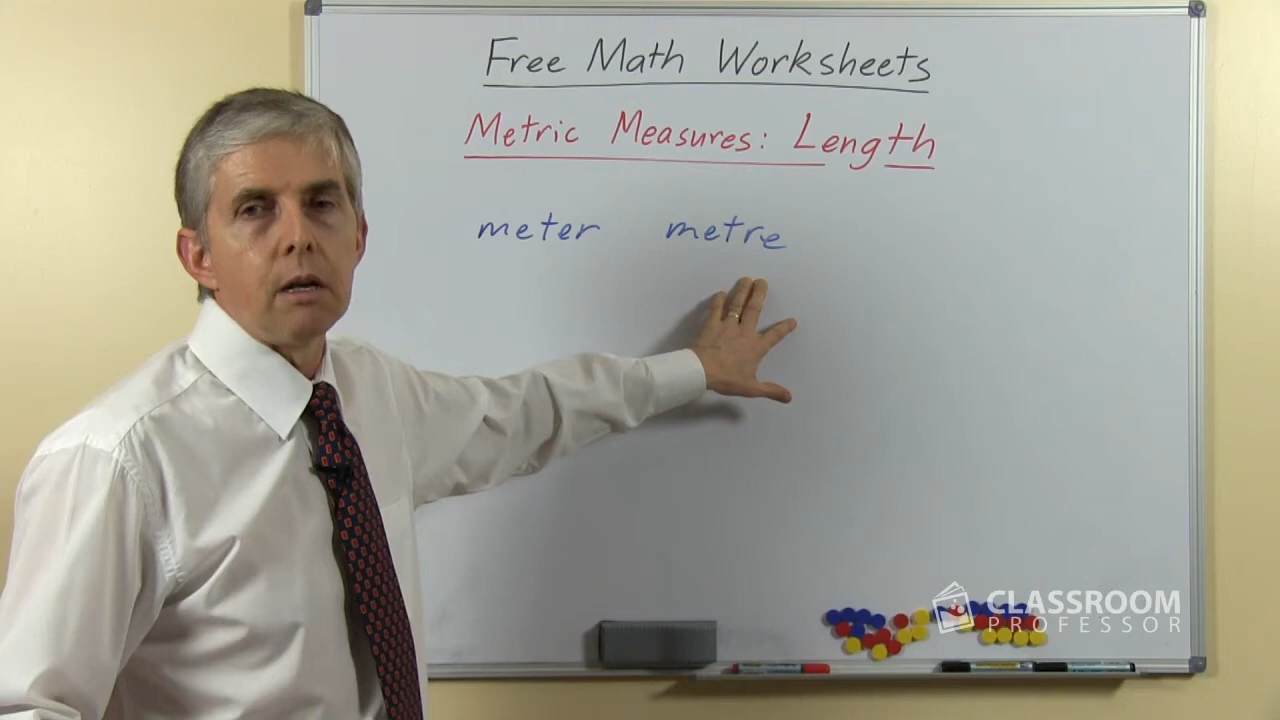 Free Math Worksheets
Metric Measures: Length
meter metre
CLASSROOM
PROFESSOR